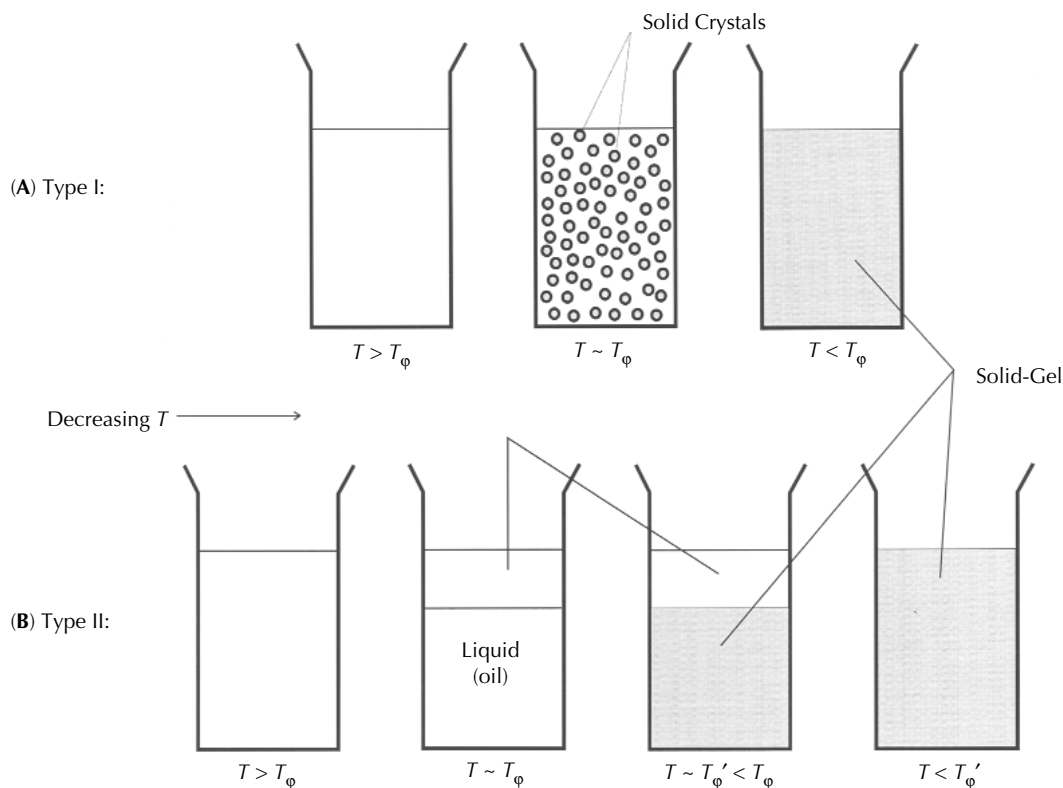 Solid Crystals
(A) Type I:
T > Tφ
T ~ Tφ
T < Tφ
Solid-Gel
Decreasing T
(B) Type II:
Liquid
(oil)
T > Tφ
T ~ Tφ
T ~ Tφ′ < Tφ
T < Tφ′